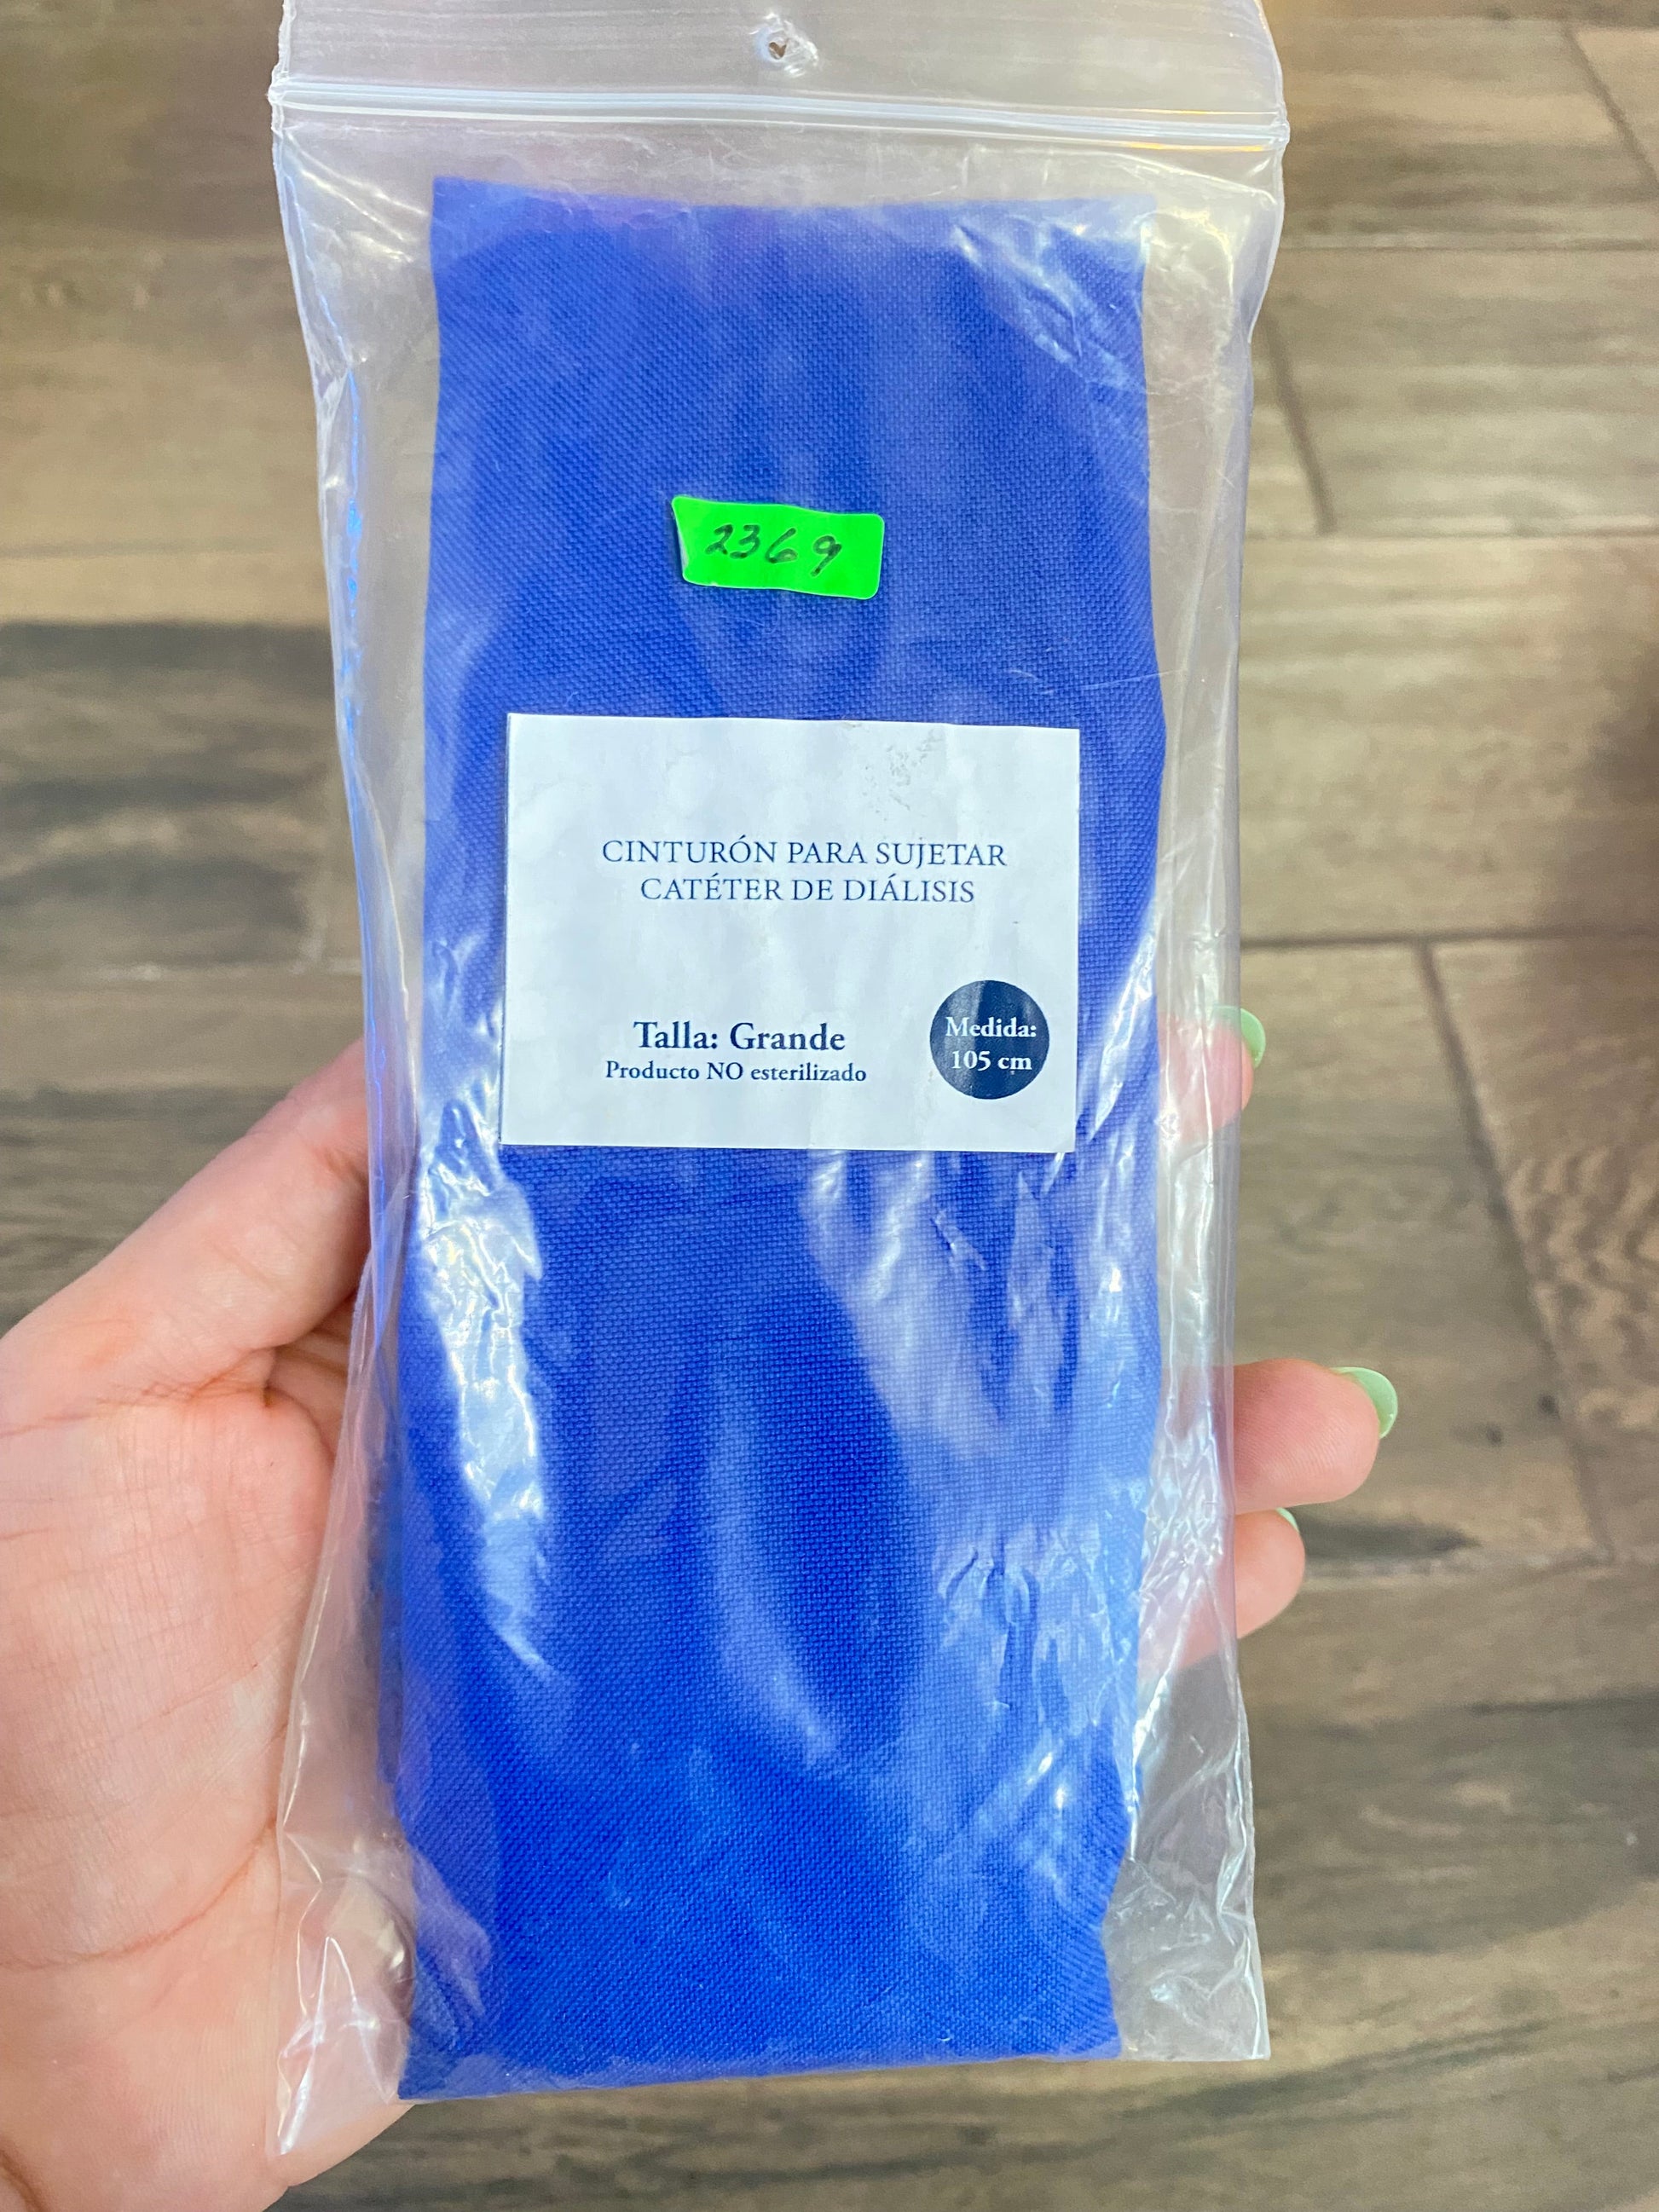 2369
CINTURÓN PARA SUJETAR
CATÉTER DE DIÁLISIS
Talla: Grande
Producto NO esterilizado
Medida:
105 cm